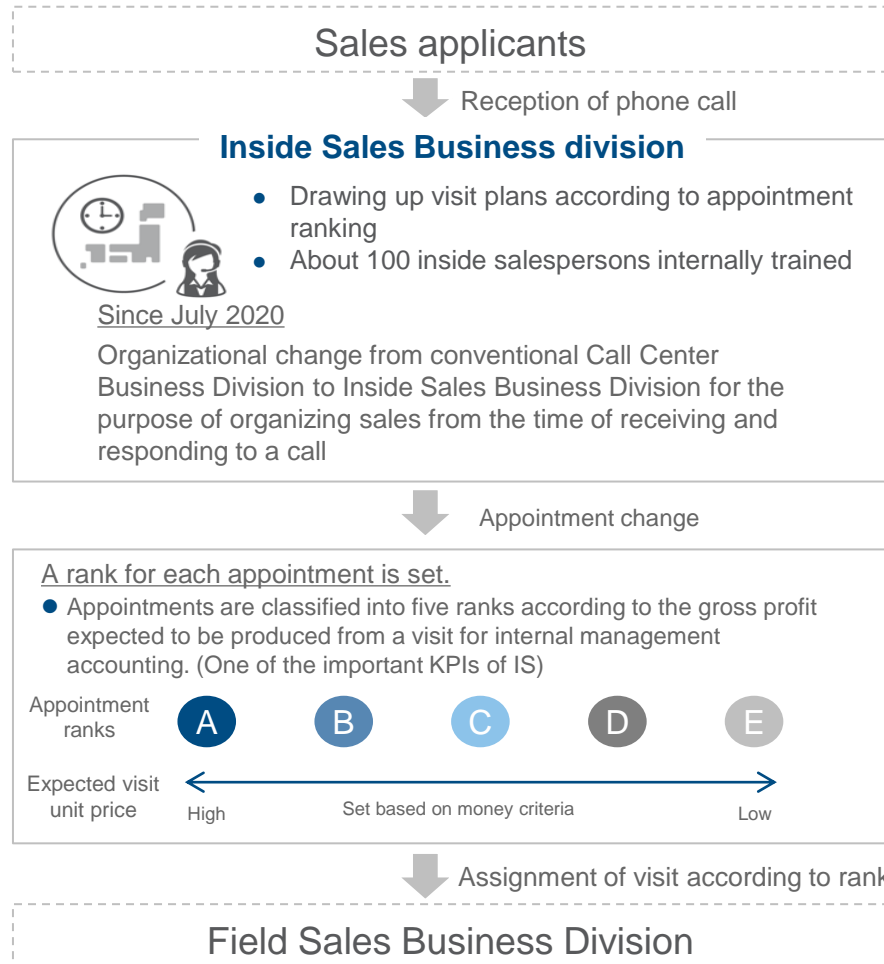 Sales applicants
Reception of phone call
Inside Sales Business division
● Drawing up visit plans according to appointment
ranking
● About 100 inside salespersons internally trained
Since July 2020
Organizational change from conventional Call Center
Business Division to Inside Sales Business Division for the
purpose of organizing sales from the time of receiving and
responding to a call
Appointment change
A rank for each appointment is set.
● Appointments are classified into five ranks according to the gross profit
expected to be produced from a visit for internal management
accounting. (One of the important KPIs of IS)
Appointment
ranks
A B C D E
Expected visit
unit price
High Set based on money criteria Low
Assignment of visit according to rank
Field Sales Business Division